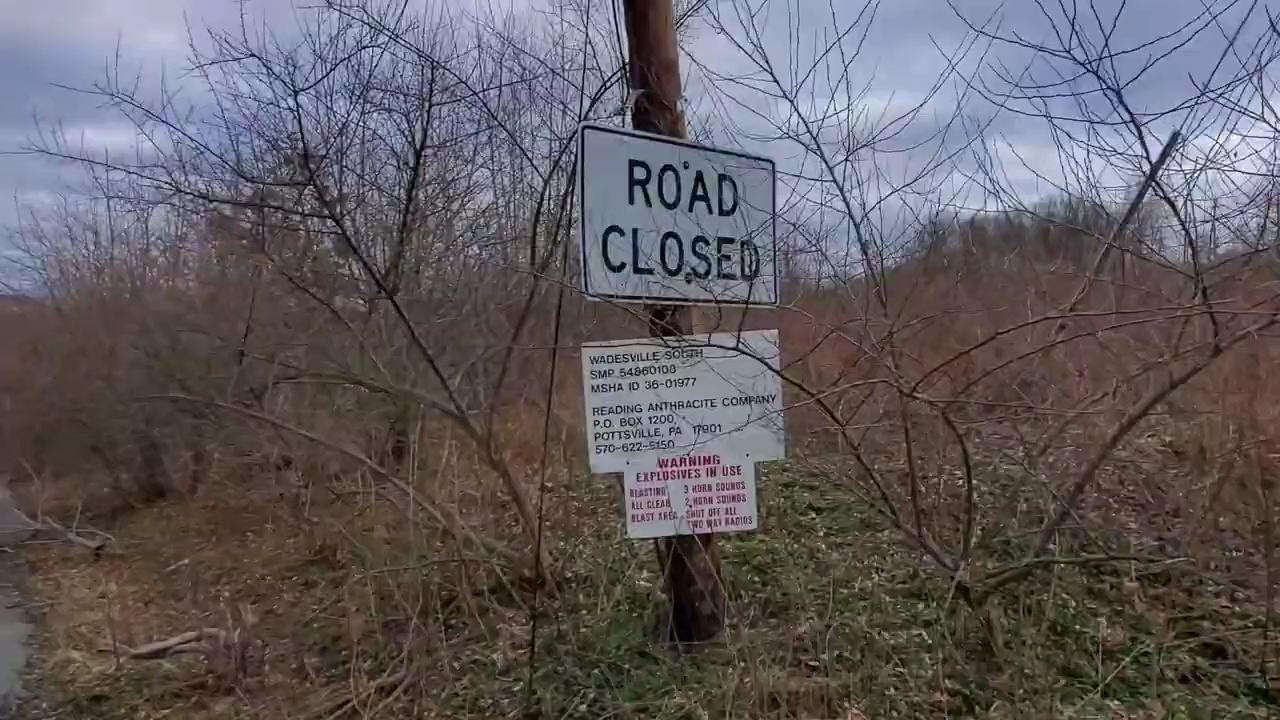 ROAD
CLOSED
WADESVILLE SOUTH
SMP 54860108
MSHA ID 36-01977
READING ANTHRACITE COMPANY
P.O. BOX 1200,
POTTSVILLE, PA 17901
570-622-5150
WARNING
EXPLOSIVES IN USE
BLASTING 3 HORN SOUNDS
ALL CLEAR 2 HORN SOUNDS
BLAST AREA - SHUT OFF ALL
TWO WAY RADIOS